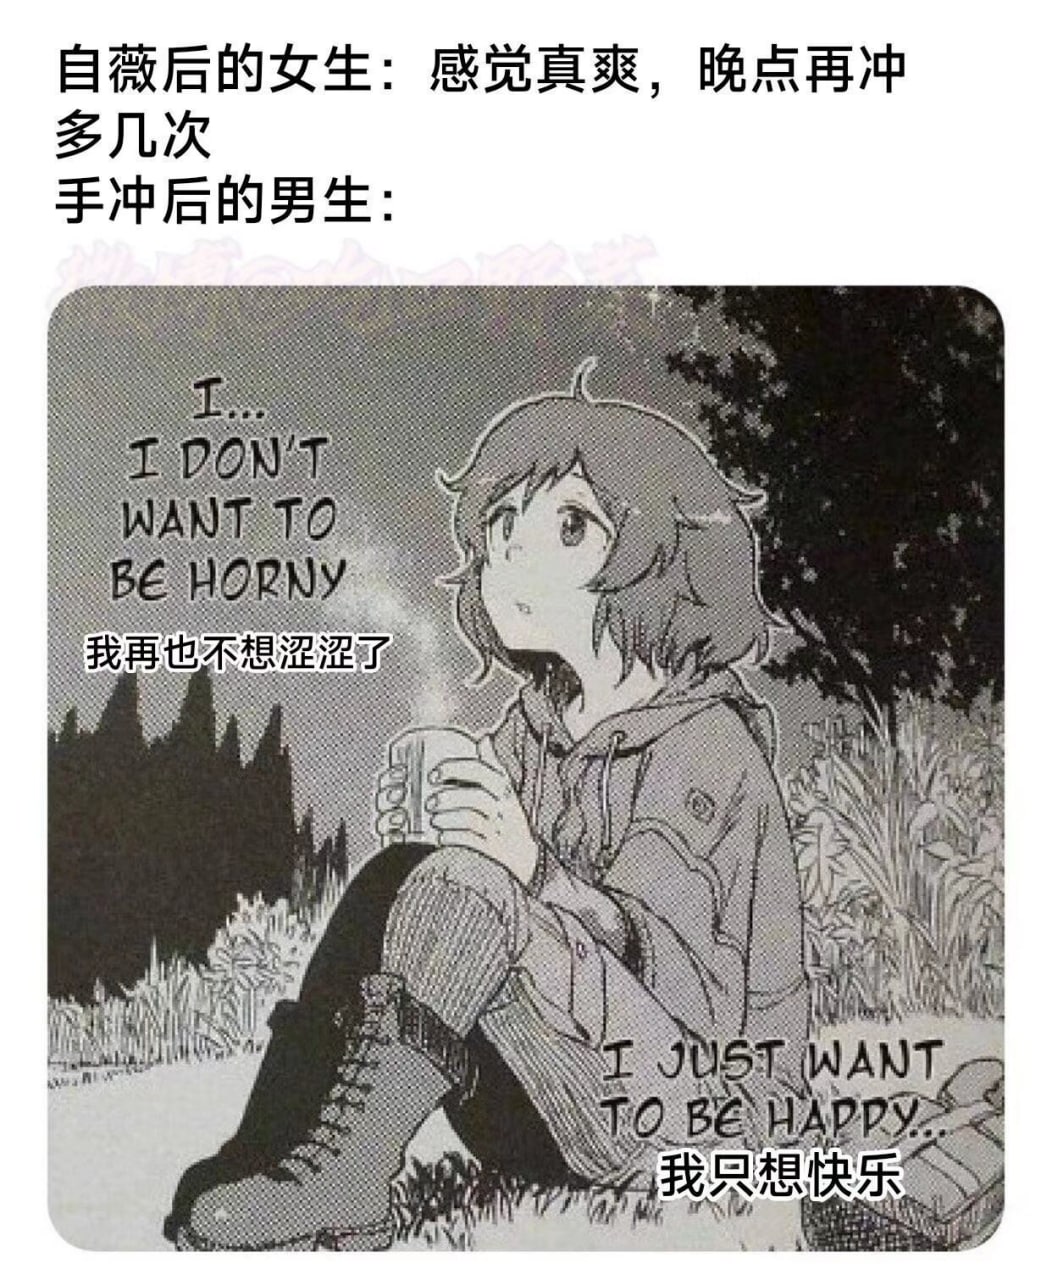 自薇后的女生：感觉真爽，晚点再冲
多几次
手冲后的男生：
I...
I DON'T
WANT TO
BE HORNY
我再也不想涩涩了
I JUST WANT
TO BE HAPPY...
我只想快乐